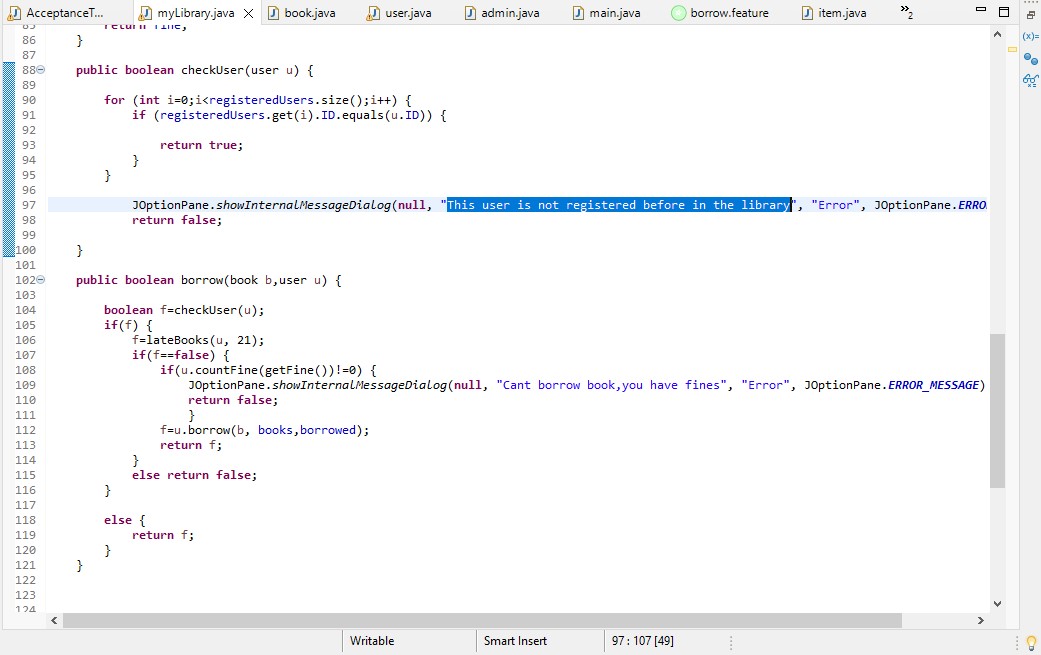 AcceptanceT...
myLibrary.java
book.java
user.java
admin.java
main.java
borrow.feature
item.java
»2
85 return fine;
86 }
87
88 public boolean checkUser(user u) {
89
90 for (int i=0;i<registeredUsers.size();i++) {
91 if (registeredUsers.get(i).ID.equals(u.ID)) {
92
93 return true;
94 }
95 }
96
97 JOptionPane.showInternalMessageDialog(null, "This user is not registered before in the library", "Error", JOptionPane.ERRO
98 return false;
99
100 }
101
102 public boolean borrow(book b,user u) {
103
104 boolean f=checkUser(u);
105 if(f) {
106 f=lateBooks(u, 21);
107 if(f==false) {
108 if(u.countFine(getFine())!=0) {
109 JOptionPane.showInternalMessageDialog(null, "Cant borrow book,you have fines", "Error", JOptionPane.ERROR_MESSAGE)
110 return false;
111 }
112 f=u.borrow(b, books,borrowed);
113 return f;
114 }
115 else return false;
116 }
117
118 else {
119 return f;
120 }
121 }
122
123
124
Writable
Smart Insert
97 : 107 [49]
(x)=